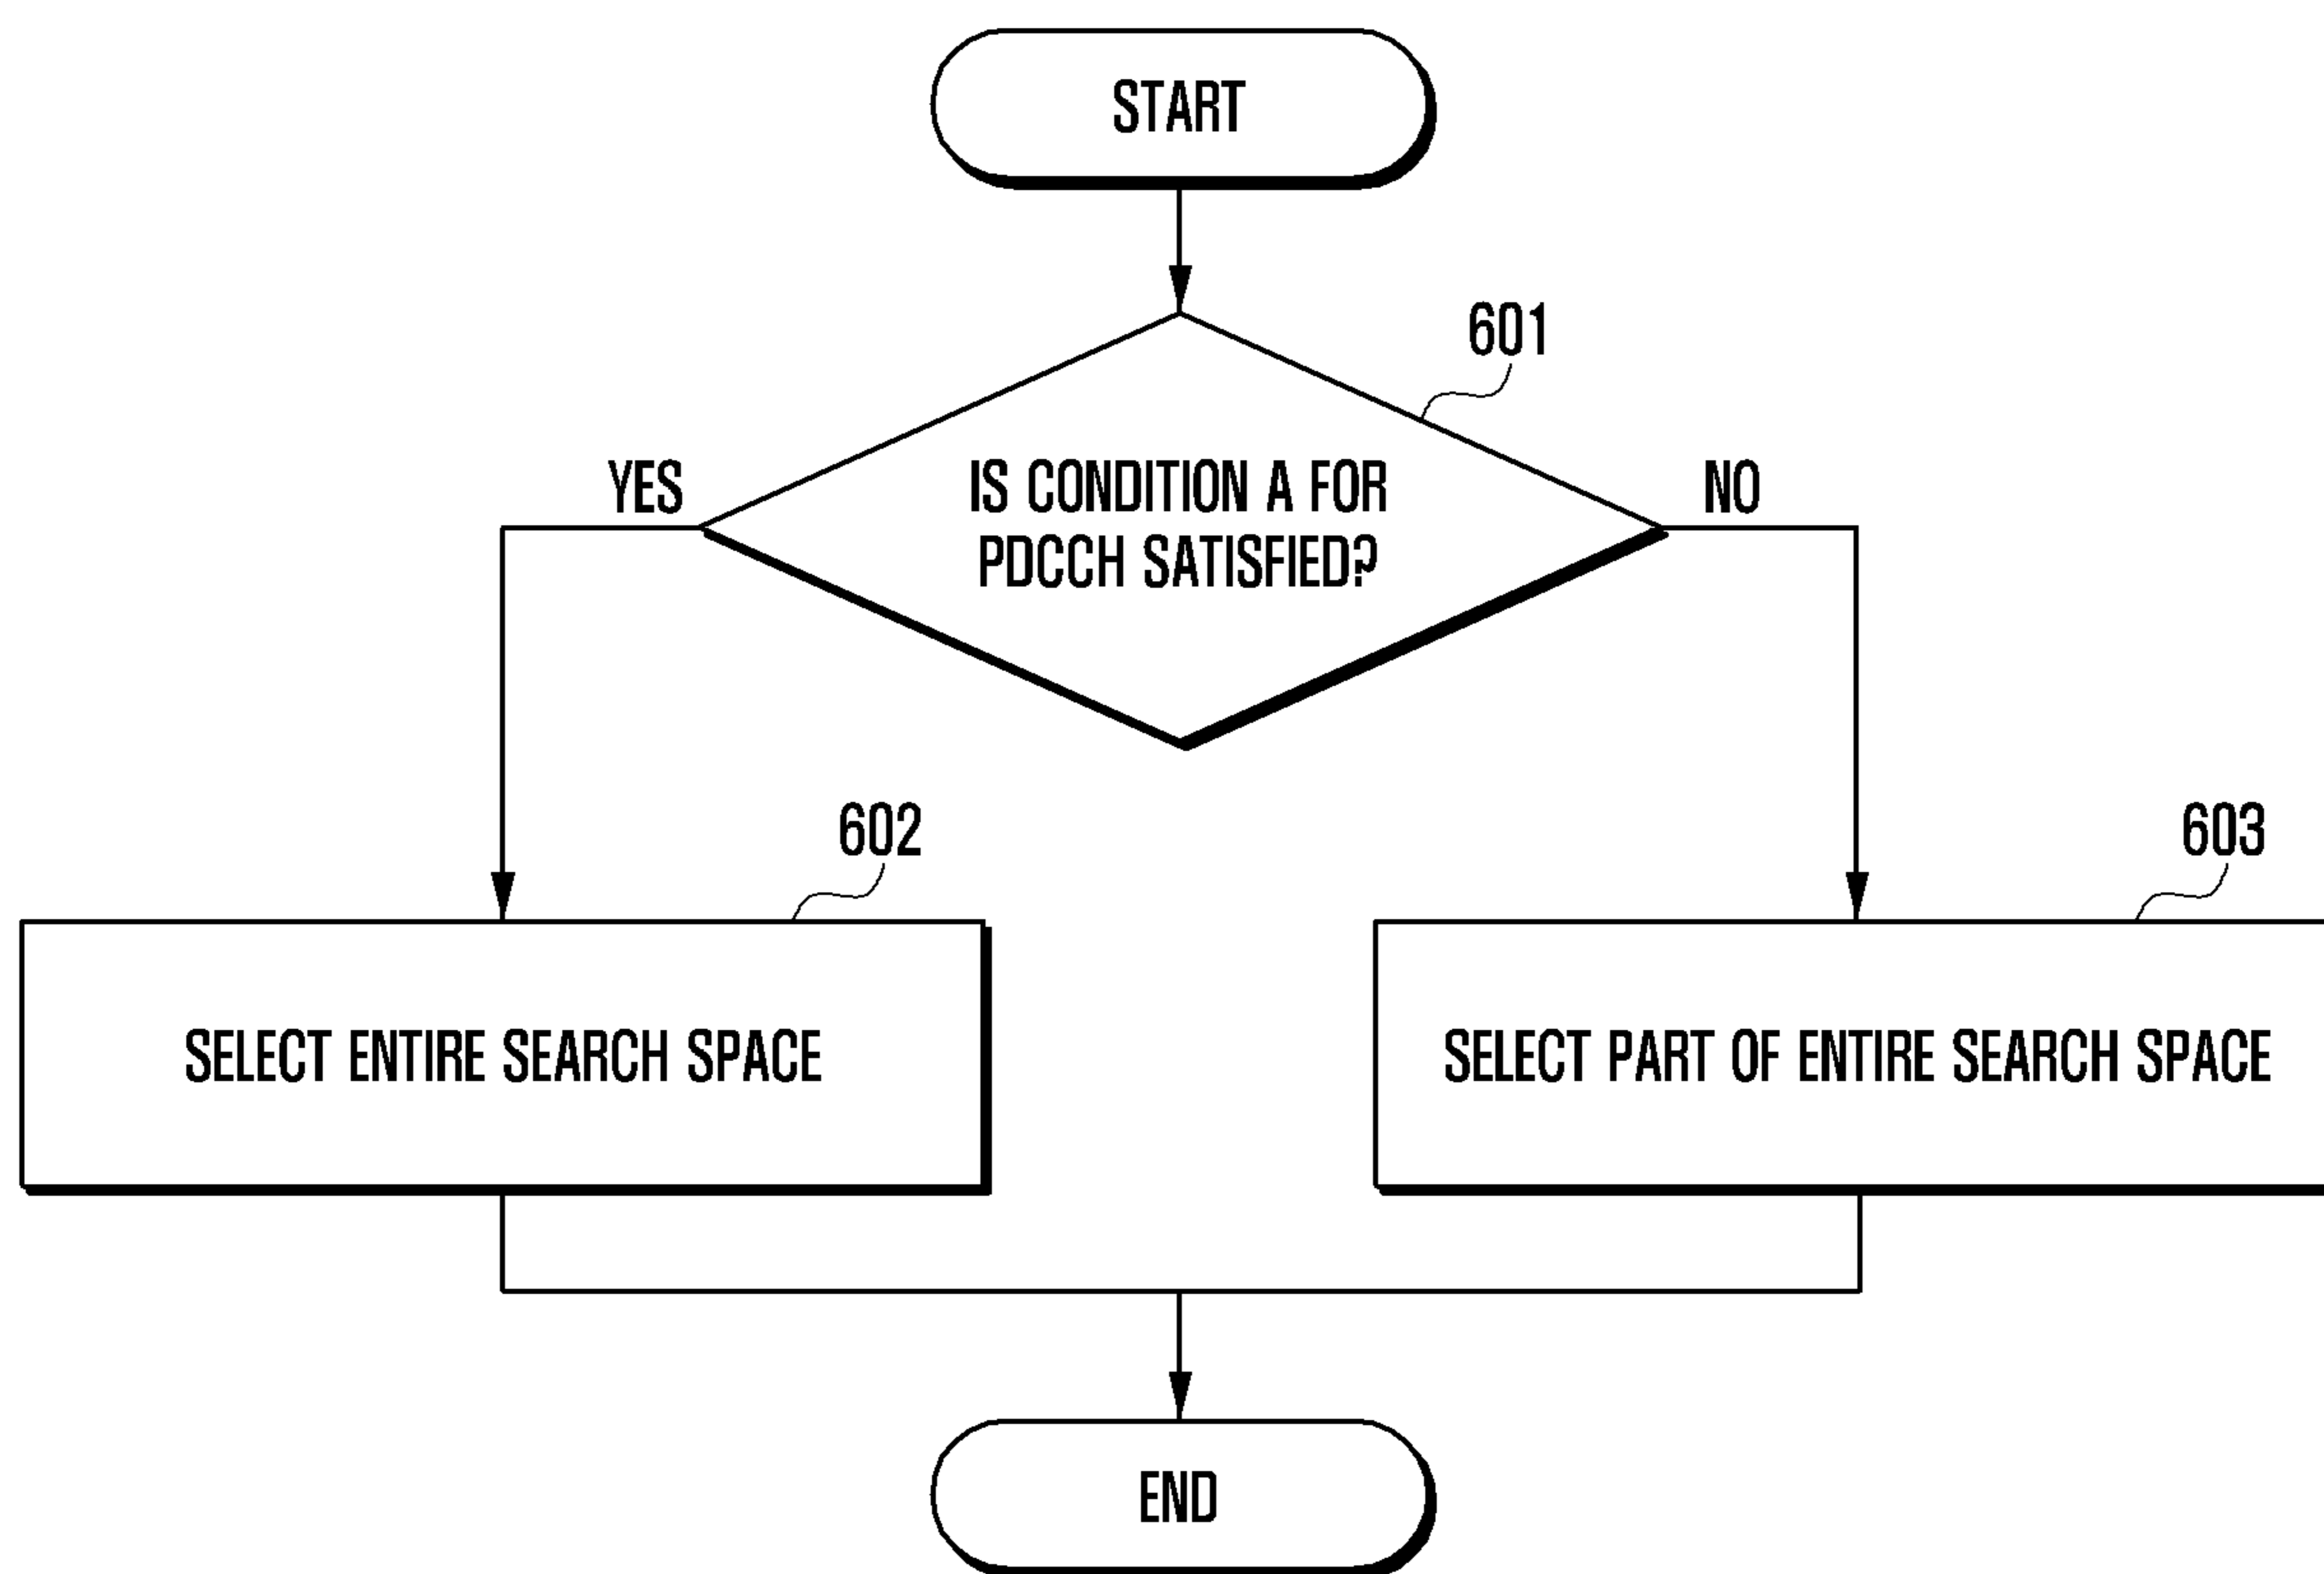 START
601
YES
IS CONDITION A FOR
PDCCH SATISFIED?
NO
602
603
SELECT ENTIRE SEARCH SPACE
SELECT PART OF ENTIRE SEARCH SPACE
END